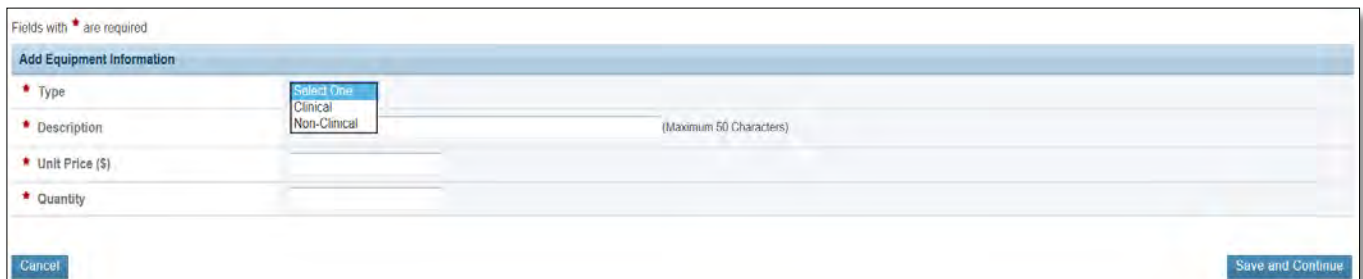 Fields with * are required
Add Equipment Information
* Type
Select One
Clinical
Non-Clinical
* Description (Maximum 50 Characters)
* Unit Price ($)
* Quantity
Cancel Save and Continue